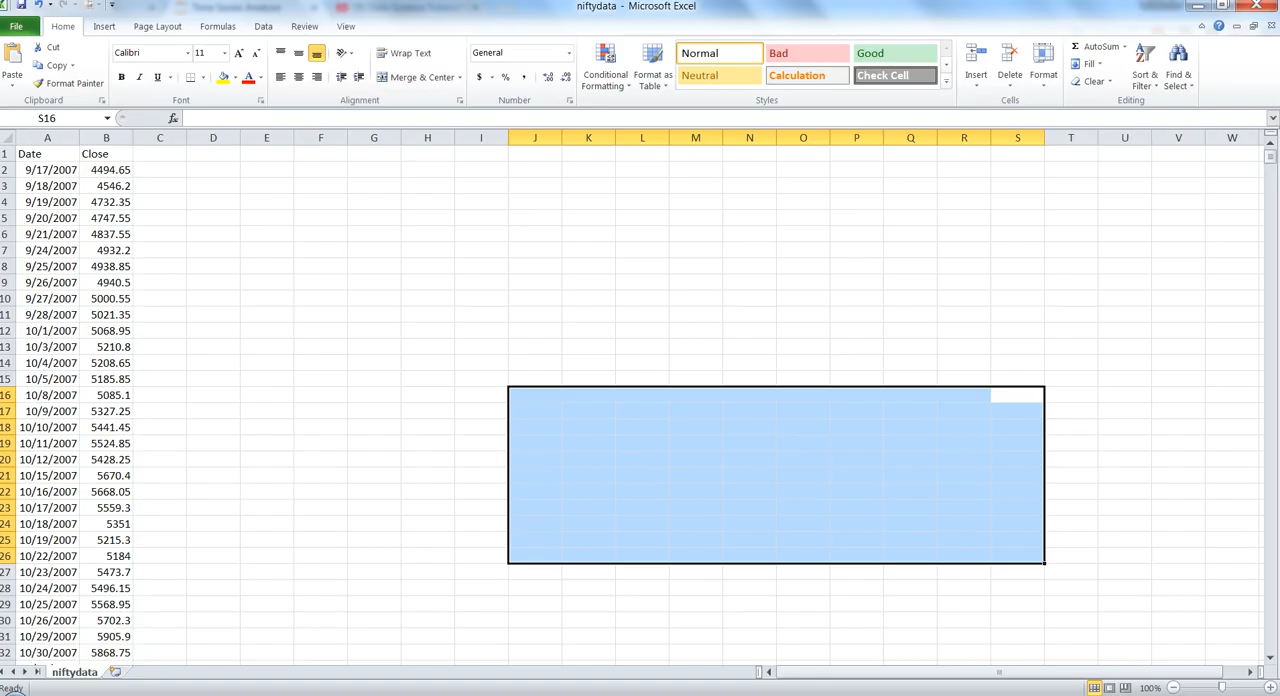 niftydata - Microsoft Excel
File Home Insert Page Layout Formulas Data Review View
Cut
Copy
Format Painter
Paste
Clipboard
Calibri 11
B I U
Font
Wrap Text
Merge & Center
Alignment
General
$ % ,
Number
Conditional Formatting
Format as Table
Normal Bad Good
Neutral Calculation Check Cell
Styles
Insert Delete Format
Cells
Σ AutoSum
Fill
Clear
Sort & Filter
Find & Select
Editing
S16 fx
A B C D E F G H I J K L M N O P Q R S T U V W
1 Date Close
2 9/17/2007 4494.65
3 9/18/2007 4546.2
4 9/19/2007 4732.35
5 9/20/2007 4747.55
6 9/21/2007 4837.55
7 9/24/2007 4932.2
8 9/25/2007 4938.85
9 9/26/2007 4940.5
10 9/27/2007 5000.55
11 9/28/2007 5021.35
12 10/1/2007 5068.95
13 10/3/2007 5210.8
14 10/4/2007 5208.65
15 10/5/2007 5185.85
16 10/8/2007 5085.1
17 10/9/2007 5327.25
18 10/10/2007 5441.45
19 10/11/2007 5524.85
20 10/12/2007 5428.25
21 10/15/2007 5670.4
22 10/16/2007 5668.05
23 10/17/2007 5559.3
24 10/18/2007 5351
25 10/19/2007 5215.3
26 10/22/2007 5184
27 10/23/2007 5473.7
28 10/24/2007 5496.15
29 10/25/2007 5568.95
30 10/26/2007 5702.3
31 10/29/2007 5905.9
32 10/30/2007 5868.75
niftydata
Ready 100%